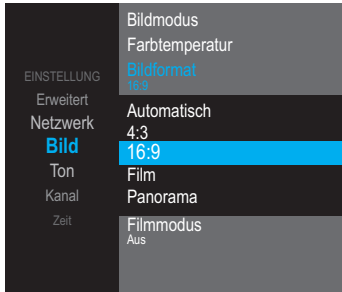 EINSTELLUNG
Erweitert
Netzwerk
Bild
Ton
Kanal
Zeit
Bildmodus
Farbtemperatur
Bildformat
16:9
Automatisch
4:3
16:9
Film
Panorama
Filmmodus
Aus